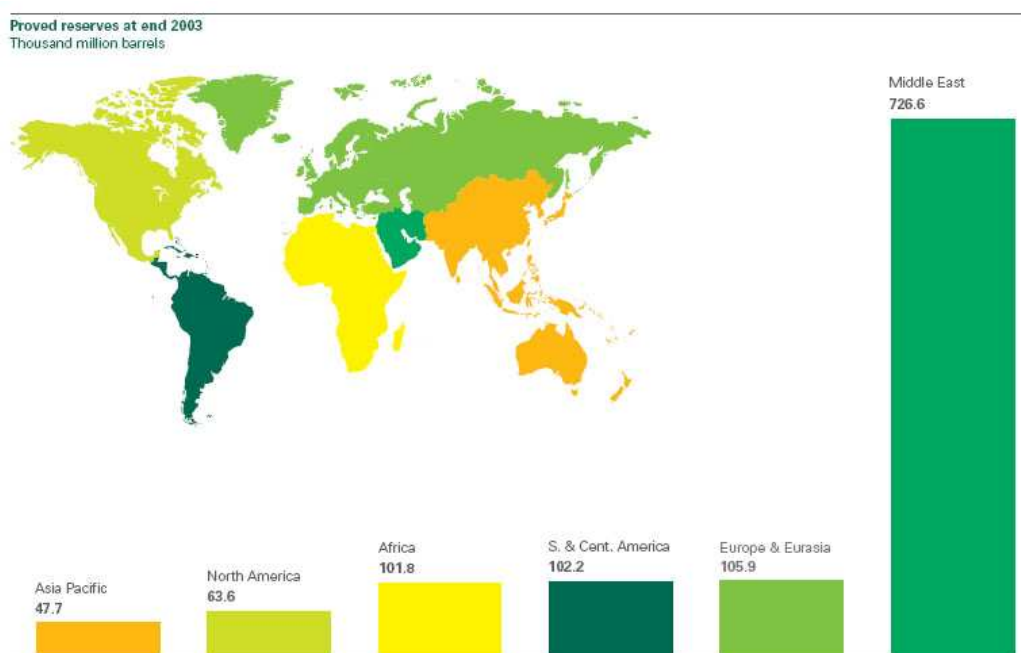 Proved reserves at end 2003
Thousand million barrels
Middle East
726.6
Asia Pacific
47.7
North America
63.6
Africa
101.8
S. & Cent. America
102.2
Europe & Eurasia
105.9